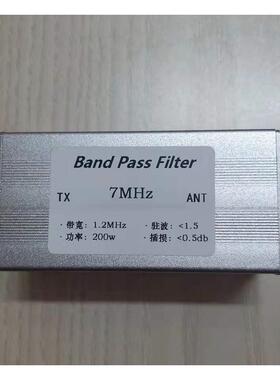 Band Pass Filter
7MHz
TX ANT
·带宽: 1.2MHz ·驻波: <1.5
·功率: 200w ·插损: <0.5db